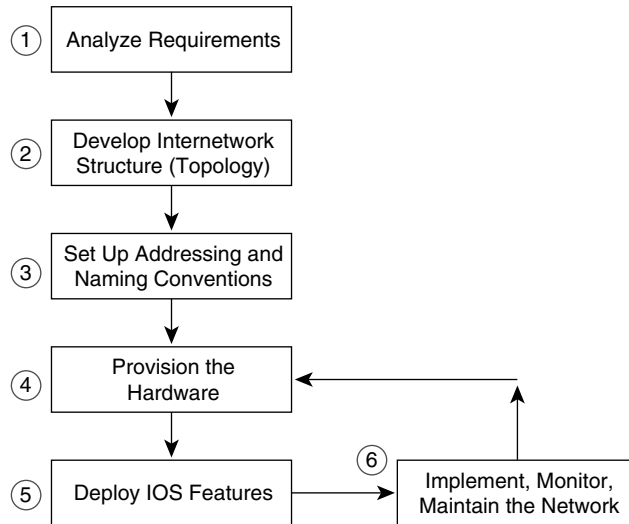 1
Analyze Requirements
2
Develop Internetwork
Structure (Topology)
3
Set Up Addressing and
Naming Conventions
4
Provision the
Hardware
5
Deploy IOS Features
6
Implement, Monitor,
Maintain the Network